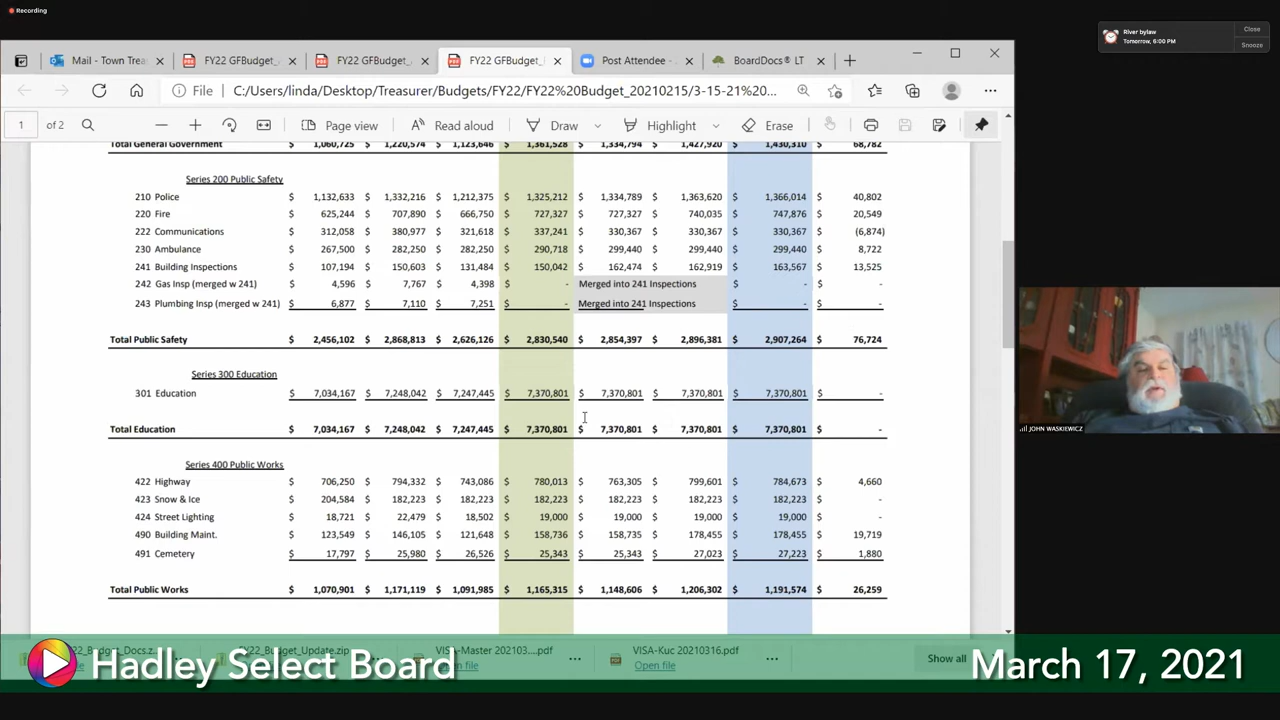 Recording
River bylaw
Tomorrow, 6:00 PM
Close
Snooze
Mail - Town Trea
FY22 GFBudget_
FY22 GFBudget_
FY22 GFBudget_
Post Attendee -
BoardDocs® LT
File C:/Users/linda/Desktop/Treasurer/Budgets/FY22/FY22%20Budget_20210215/3-15-21%20...
1 of 2 Page view Read aloud Draw Highlight Erase
Total General Government $ 1,060,725 $ 1,220,574 $ 1,123,646 $ 1,361,528 $ 1,334,794 $ 1,427,920 $ 1,430,310 $ 68,782
Series 200 Public Safety
210 Police $ 1,132,633 $ 1,332,216 $ 1,212,375 $ 1,325,212 $ 1,334,789 $ 1,363,620 $ 1,366,014 $ 40,802
220 Fire $ 625,244 $ 707,890 $ 666,750 $ 727,327 $ 727,327 $ 740,035 $ 747,876 $ 20,549
222 Communications $ 312,058 $ 380,977 $ 321,618 $ 337,241 $ 330,367 $ 330,367 $ 330,367 $ (6,874)
230 Ambulance $ 267,500 $ 282,250 $ 282,250 $ 290,718 $ 299,440 $ 299,440 $ 299,440 $ 8,722
241 Building Inspections $ 107,194 $ 150,603 $ 131,484 $ 150,042 $ 162,474 $ 162,919 $ 163,567 $ 13,525
242 Gas Insp (merged w 241) $ 4,596 $ 7,767 $ 4,398 $ - Merged into 241 Inspections $ - $ -
243 Plumbing Insp (merged w 241) $ 6,877 $ 7,110 $ 7,251 $ - Merged into 241 Inspections $ - $ -
Total Public Safety $ 2,456,102 $ 2,868,813 $ 2,626,126 $ 2,830,540 $ 2,854,397 $ 2,896,381 $ 2,907,264 $ 76,724
Series 300 Education
301 Education $ 7,034,167 $ 7,248,042 $ 7,247,445 $ 7,370,801 $ 7,370,801 $ 7,370,801 $ 7,370,801 $ -
Total Education $ 7,034,167 $ 7,248,042 $ 7,247,445 $ 7,370,801 $ 7,370,801 $ 7,370,801 $ 7,370,801 $ -
Series 400 Public Works
422 Highway $ 706,250 $ 794,332 $ 743,086 $ 780,013 $ 763,305 $ 799,601 $ 784,673 $ 4,660
423 Snow & Ice $ 204,584 $ 182,223 $ 182,223 $ 182,223 $ 182,223 $ 182,223 $ 182,223 $ -
424 Street Lighting $ 18,721 $ 22,479 $ 18,502 $ 19,000 $ 19,000 $ 19,000 $ 19,000 $ -
490 Building Maint. $ 123,549 $ 146,105 $ 121,648 $ 158,736 $ 158,735 $ 178,455 $ 178,455 $ 19,719
491 Cemetery $ 17,797 $ 25,980 $ 26,526 $ 25,343 $ 25,343 $ 27,023 $ 27,223 $ 1,880
Total Public Works $ 1,070,901 $ 1,171,119 $ 1,091,985 $ 1,165,315 $ 1,148,606 $ 1,206,302 $ 1,191,574 $ 26,259
JOHN WASKIEWICZ
FY22_Budget_Update.zip
VISA-Master 202103....pdf
Open file
VISA-Kuc 20210316.pdf
Open file
Show all
Hadley Select Board
March 17, 2021